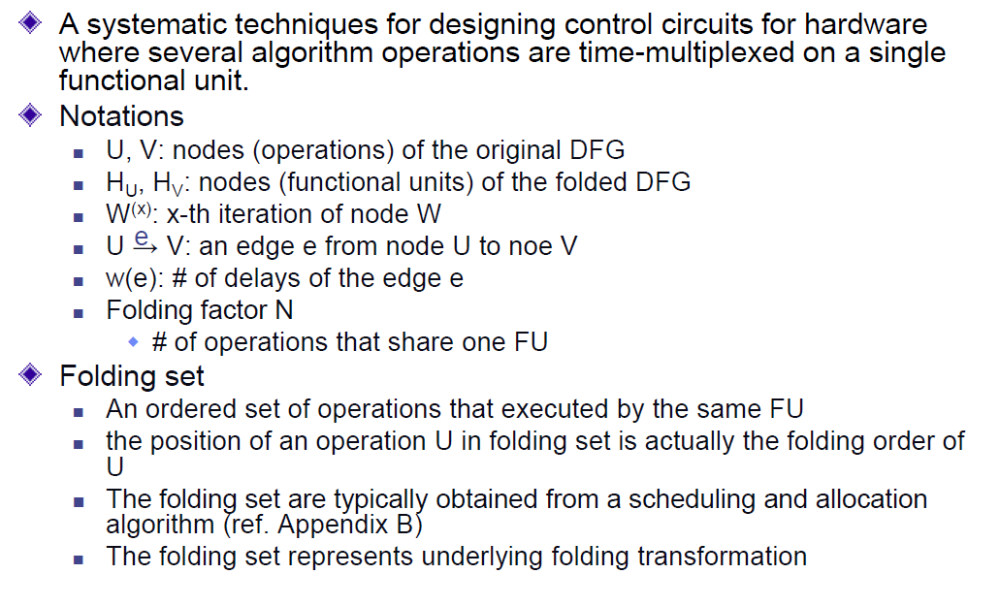 A systematic techniques for designing control circuits for hardware
where several algorithm operations are time-multiplexed on a single
functional unit.
Notations
U, V: nodes (operations) of the original DFG
H_U, H_V: nodes (functional units) of the folded DFG
W^(x): x-th iteration of node W
U e→ V: an edge e from node U to noe V
w(e): # of delays of the edge e
Folding factor N
# of operations that share one FU
Folding set
An ordered set of operations that executed by the same FU
the position of an operation U in folding set is actually the folding order of
U
The folding set are typically obtained from a scheduling and allocation
algorithm (ref. Appendix B)
The folding set represents underlying folding transformation